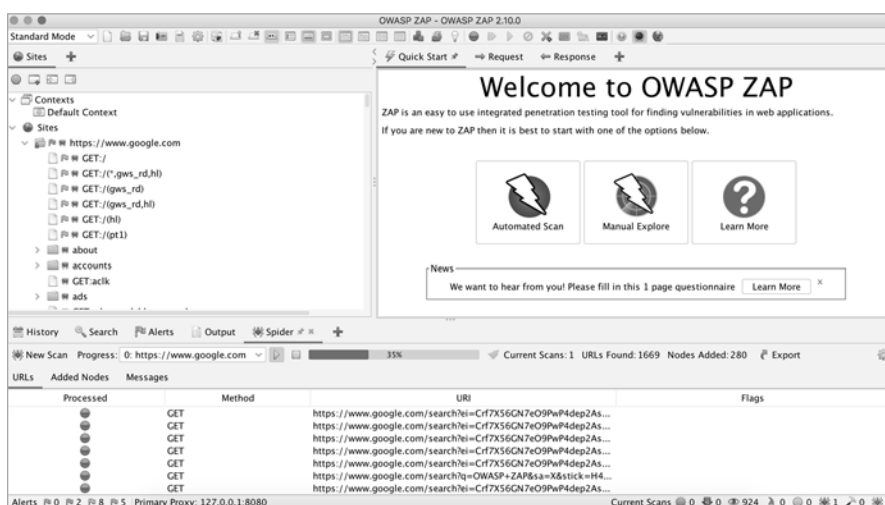 OWASP ZAP - OWASP ZAP 2.10.0
Standard Mode
Sites
Quick Start
Request
Response
Contexts
Default Context
Sites
https://www.google.com
GET:/
GET:/(*,gws_rd,hl)
GET:/(gws_rd)
GET:/(gws_rd,hl)
GET:/(hl)
GET:/(pt1)
about
accounts
GET:aclk
ads
Welcome to OWASP ZAP
ZAP is an easy to use integrated penetration testing tool for finding vulnerabilities in web applications.
If you are new to ZAP then it is best to start with one of the options below.
Automated Scan
Manual Explore
Learn More
News
We want to hear from you! Please fill in this 1 page questionnaire Learn More x
History Search Alerts Output Spider
New Scan Progress: 0: https://www.google.com 35% Current Scans: 1 URLs Found: 1669 Nodes Added: 280 Export
URLs Added Nodes Messages
Processed Method URI Flags
GET https://www.google.com/search?ei=Crf7X56GN7eO9PwP4dep2As...
GET https://www.google.com/search?ei=Crf7X56GN7eO9PwP4dep2As...
GET https://www.google.com/search?ei=Crf7X56GN7eO9PwP4dep2As...
GET https://www.google.com/search?ei=Crf7X56GN7eO9PwP4dep2As...
GET https://www.google.com/search?q=OWASP+ZAP&sa=X&stick=H4...
GET https://www.google.com/search?ei=Crf7X56GN7eO9PwP4dep2As...
Alerts 0 2 8 5 Primary Proxy: 127.0.0.1:8080 Current Scans 0 0 924 0 0 1 0